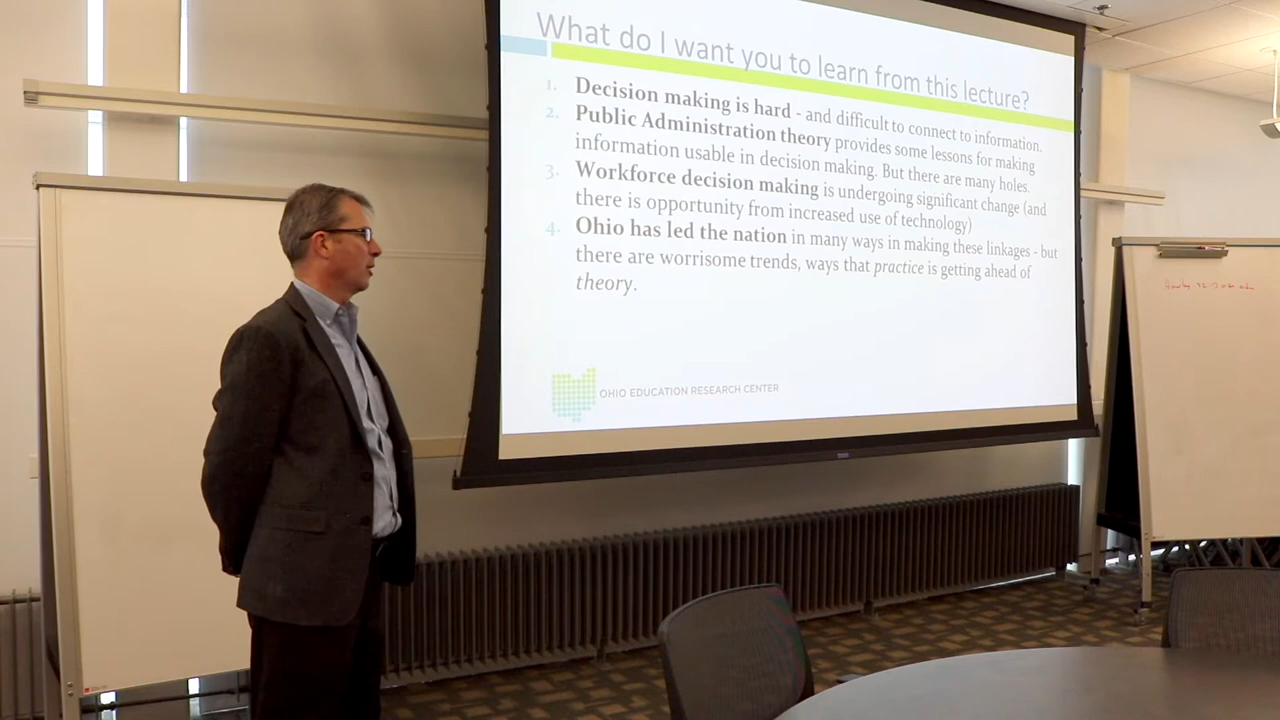 What do I want you to learn from this lecture?
1. Decision making is hard - and difficult to connect to information.
2. Public Administration theory provides some lessons for making
information usable in decision making. But there are many holes.
3. Workforce decision making is undergoing significant change (and
there is opportunity from increased use of technology)
4. Ohio has led the nation in many ways in making these linkages - but
there are worrisome trends, ways that practice is getting ahead of
theory.
OHIO EDUCATION RESEARCH CENTER